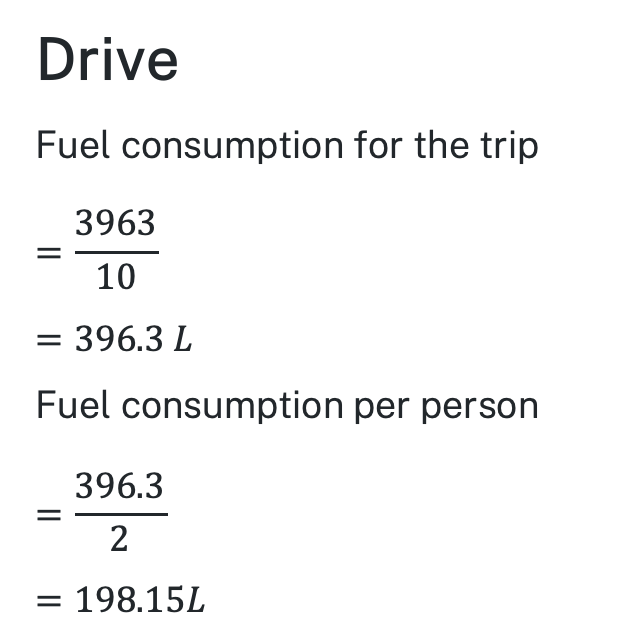 Drive
Fuel consumption for the trip
= 3963/10
= 396.3 L
Fuel consumption per person
= 396.3/2
= 198.15L